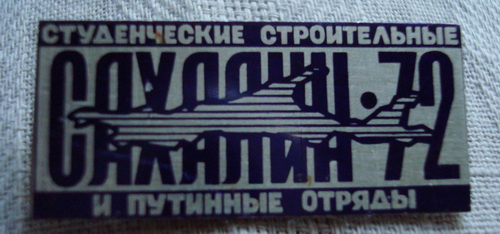 СТУДЕНЧЕСКИЕ СТРОИТЕЛЬНЫЕ
САХАЛИН·72
И ПУТИННЫЕ ОТРЯДЫ